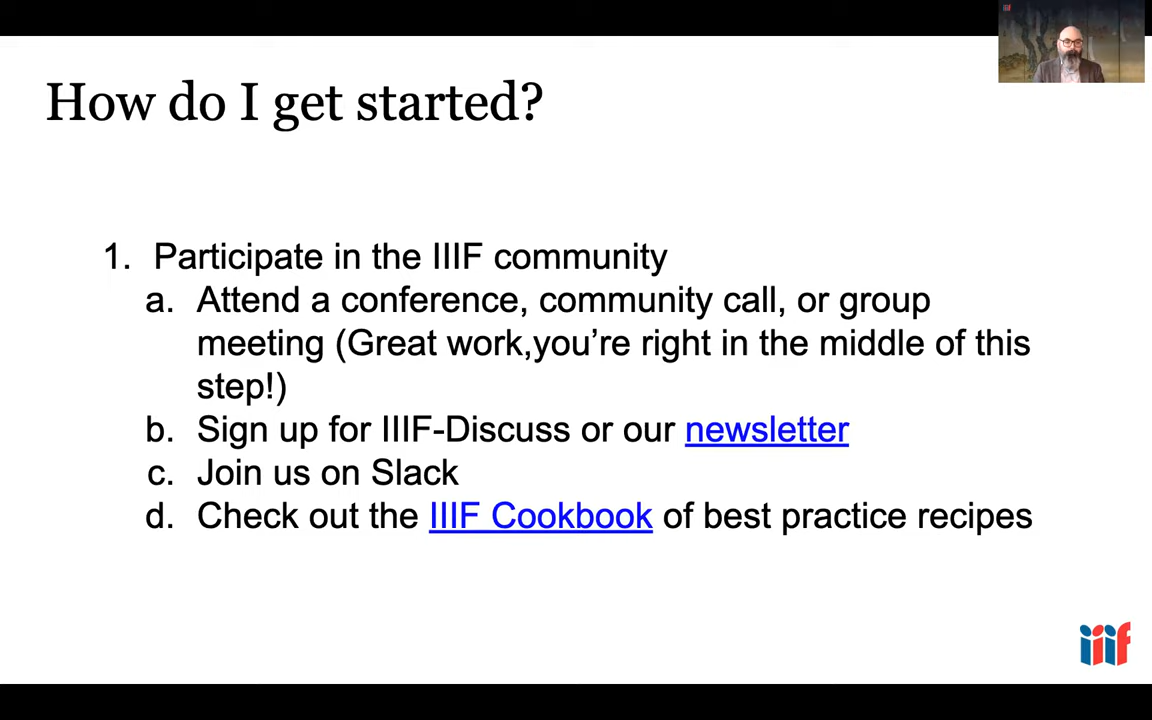 iiif
How do I get started?
1. Participate in the IIIF community
a. Attend a conference, community call, or group
meeting (Great work,you’re right in the middle of this
step!)
b. Sign up for IIIF-Discuss or our newsletter
c. Join us on Slack
d. Check out the IIIF Cookbook of best practice recipes
iiif